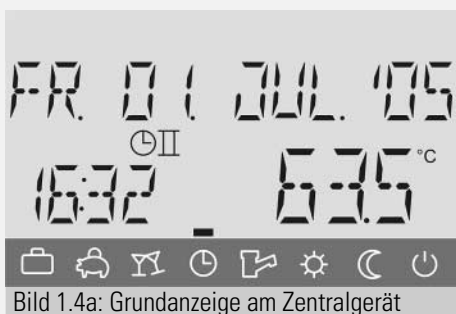 FR. 01. JUL. '05
II
16:32 63.5 °C
Bild 1.4a: Grundanzeige am Zentralgerät